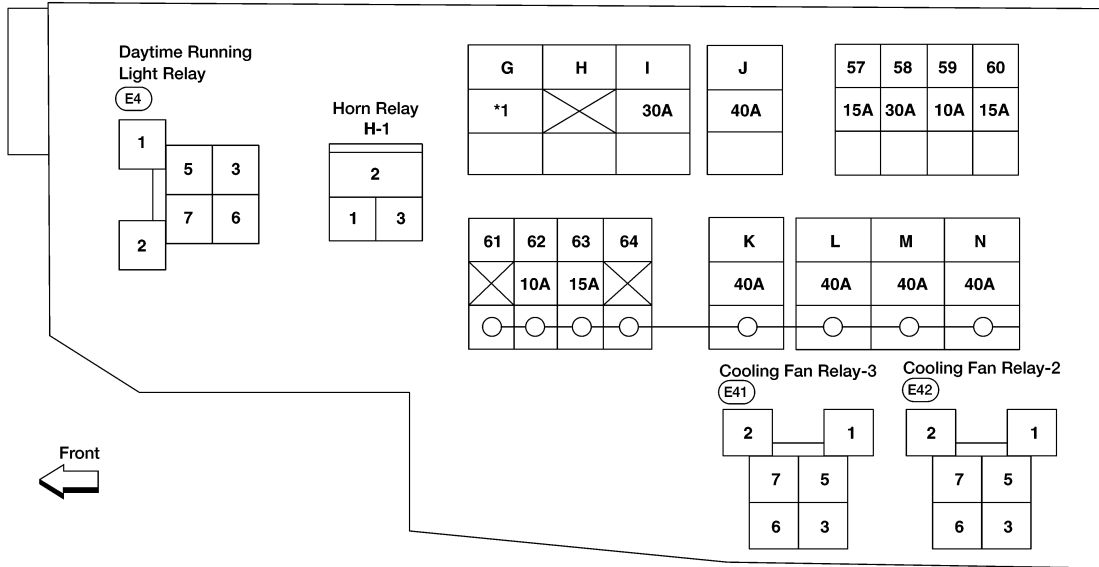 Daytime Running
Light Relay
E4
1
5 3
7 6
2
Horn Relay
H-1
2
1 3
G H I
*1 30A
J
40A
57 58 59 60
15A 30A 10A 15A
61 62 63 64
10A 15A
K
40A
L M N
40A 40A 40A
Cooling Fan Relay-3
E41
2 1
7 5
6 3
Cooling Fan Relay-2
E42
2 1
7 5
6 3
Front